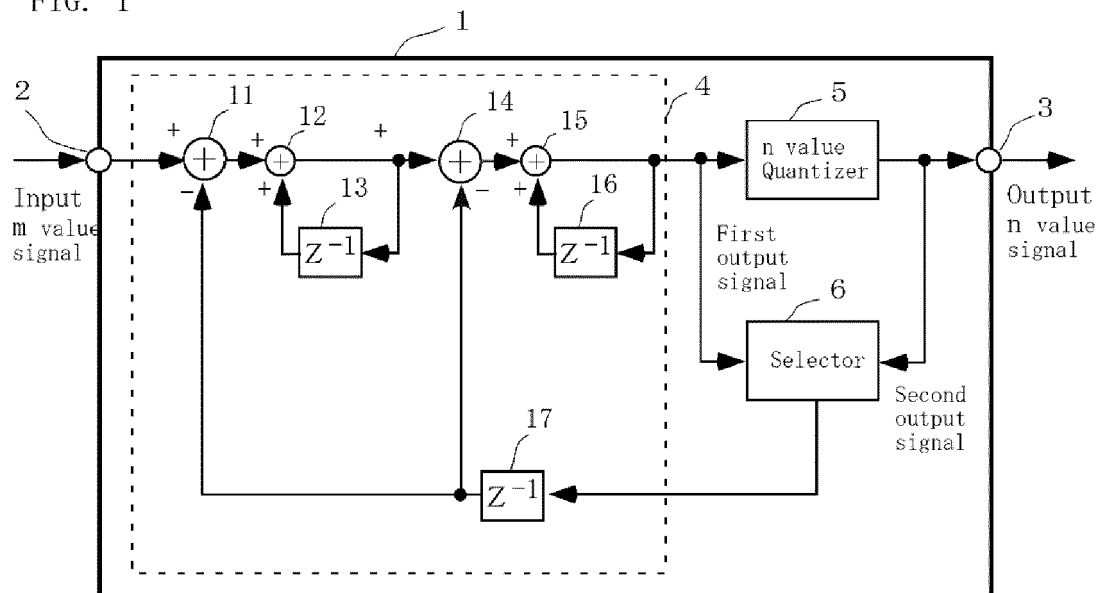 FIG. 1
1
2
11
12
14
15
4
5
3
+
+
+
+
+
+
+
+
n value
Quantizer
-
+
-
+
13
16
Z⁻¹
Z⁻¹
Input
m value
signal
Output
n value
signal
First
output
signal
6
Selector
Second
output
signal
17
Z⁻¹